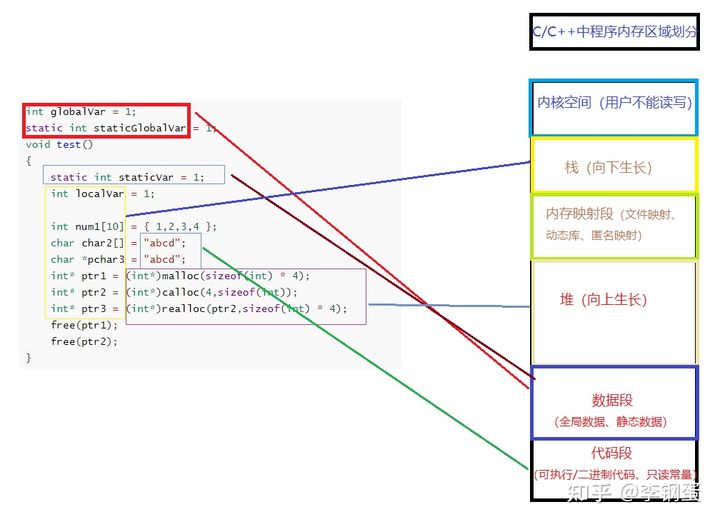 C/C++中程序内存区域划分
int globalVar = 1;
static int staticGlobalVar = 1;
void test()
{
static int staticVar = 1;
int localVar = 1;
int num1[10] = { 1,2,3,4 };
char char2[] = "abcd";
char *pchar3 = "abcd";
int* ptr1 = (int*)malloc(sizeof(int) * 4);
int* ptr2 = (int*)calloc(4,sizeof(int));
int* ptr3 = (int*)realloc(ptr2,sizeof(int) * 4);
free(ptr1);
free(ptr2);
}
内核空间（用户不能读写）
栈（向下生长）
内存映射段（文件映射、
动态库、匿名映射）
堆（向上生长）
数据段
（全局数据、静态数据）
代码段
（可执行/二进制代码、只读常量）
知乎 @李钢蛋